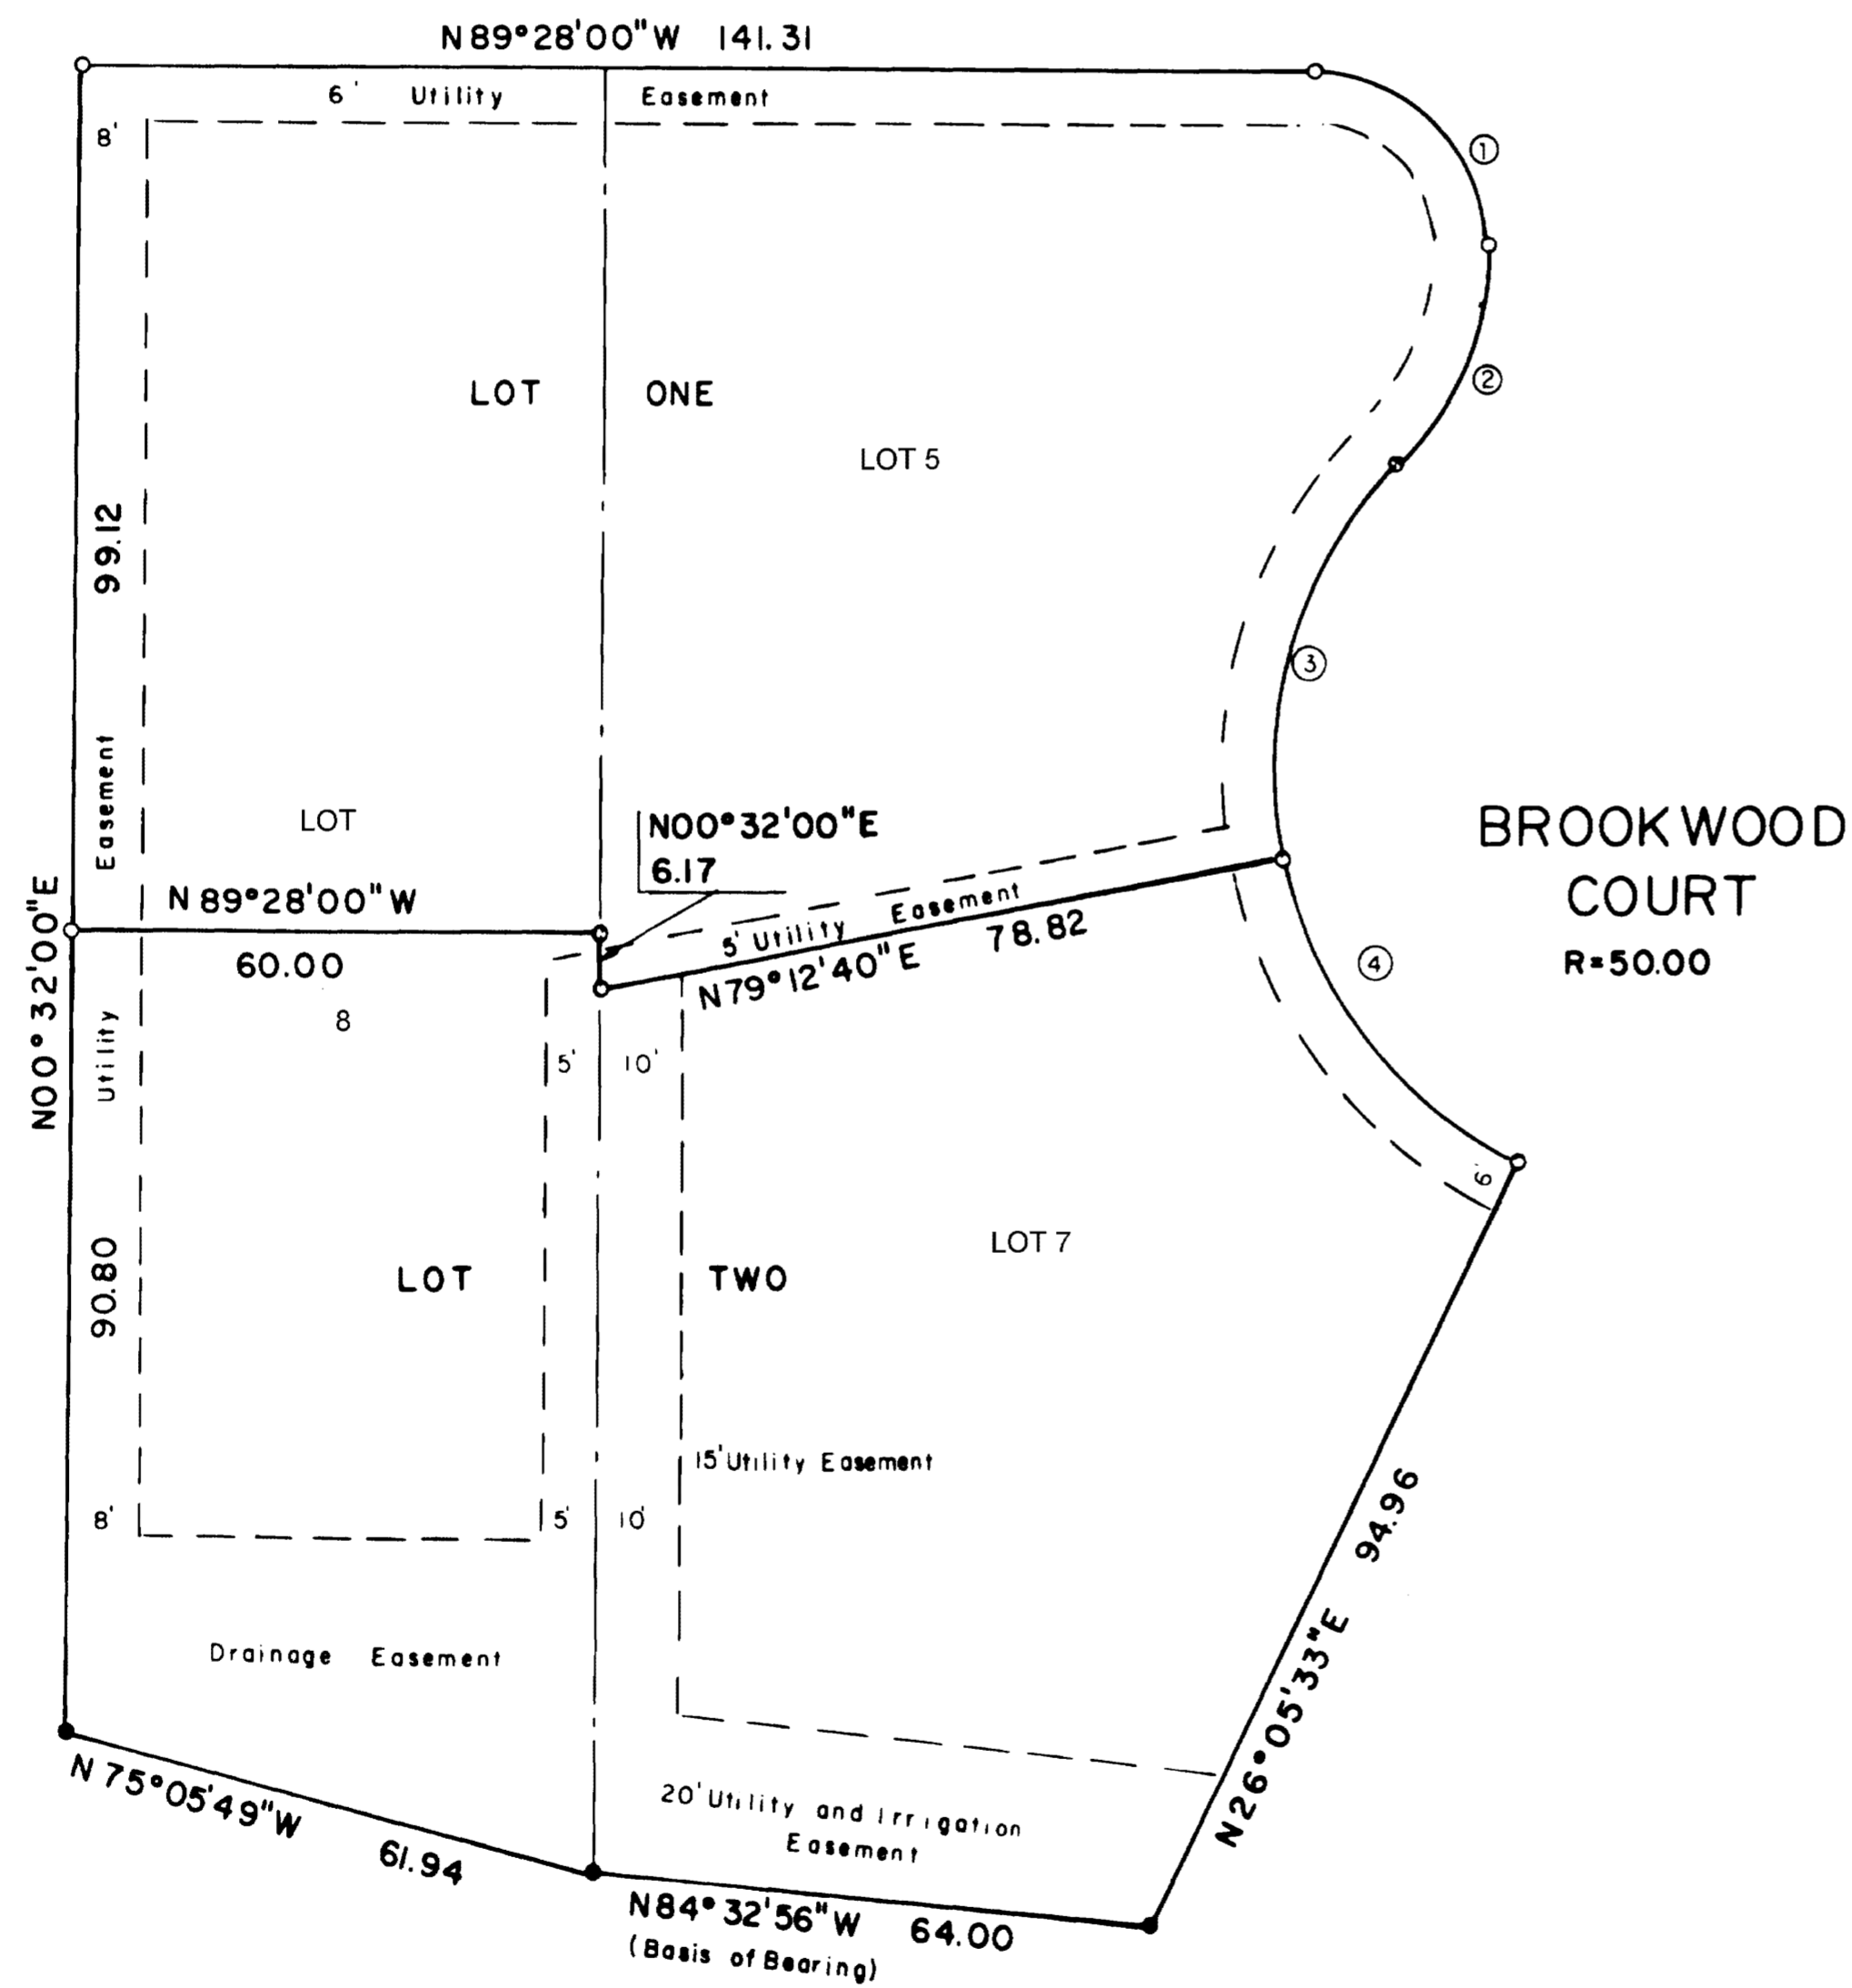 N89°28'00"W 141.31
6' Utility Easement
8'
①
②
LOT ONE
LOT 5
99.12
③
Easement
LOT
N00°32'00"E
6.17
BROOKWOOD
COURT
R=50.00
N89°28'00"W
60.00
5' Utility Easement
N79°12'40"E 78.82
④
N00°32'00"E
Utility
8
5' 10'
6'
LOT 7
90.80
LOT TWO
15' Utility Easement
8'
5' 10'
94.96
N26°05'33"E
Drainage Easement
N75°05'49"W 61.94
20' Utility and Irrigation
Easement
N84°32'56"W 64.00
(Basis of Bearing)